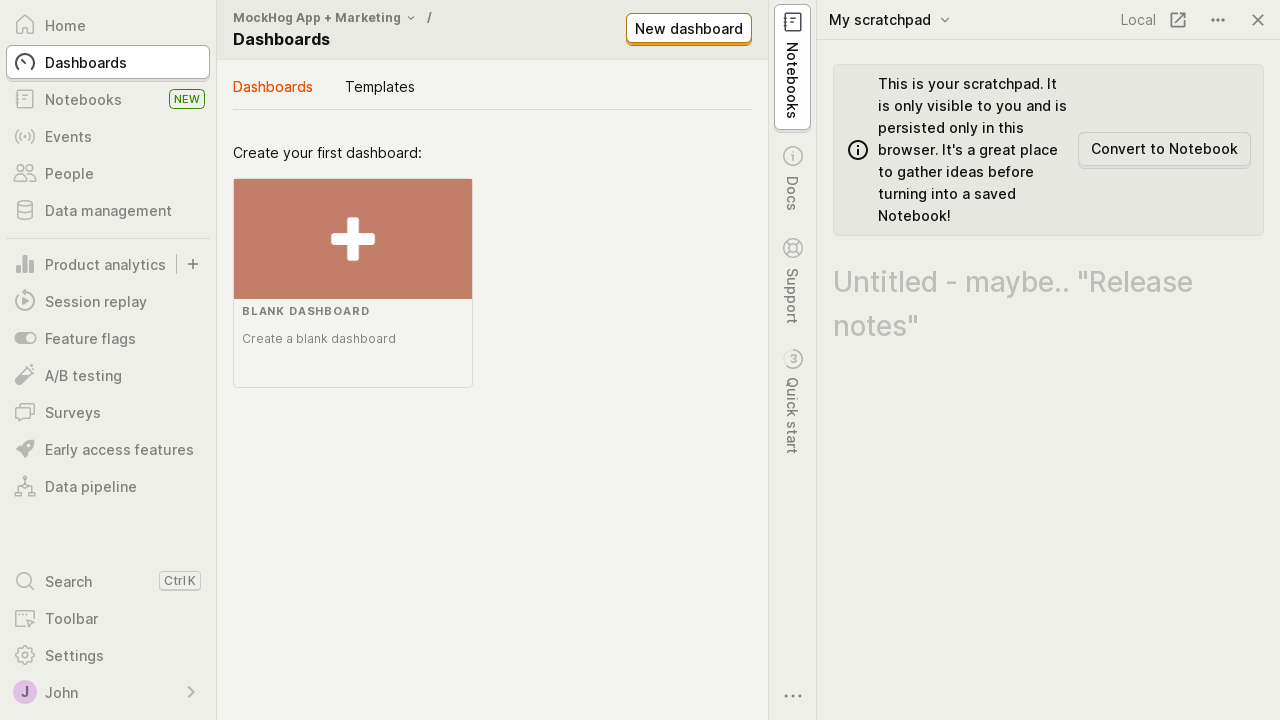 Home
Dashboards
Notebooks NEW
Events
People
Data management
Product analytics
Session replay
Feature flags
A/B testing
Surveys
Early access features
Data pipeline
Search Ctrl K
Toolbar
Settings
J John
MockHog App + Marketing /
Dashboards
New dashboard
Dashboards Templates
Create your first dashboard:
BLANK DASHBOARD
Create a blank dashboard
Notebooks
Docs
Support
3 Quick start
My scratchpad Local
This is your scratchpad. It
is only visible to you and is
persisted only in this
browser. It's a great place
to gather ideas before
turning into a saved
Notebook!
Convert to Notebook
Untitled - maybe.. "Release
notes"